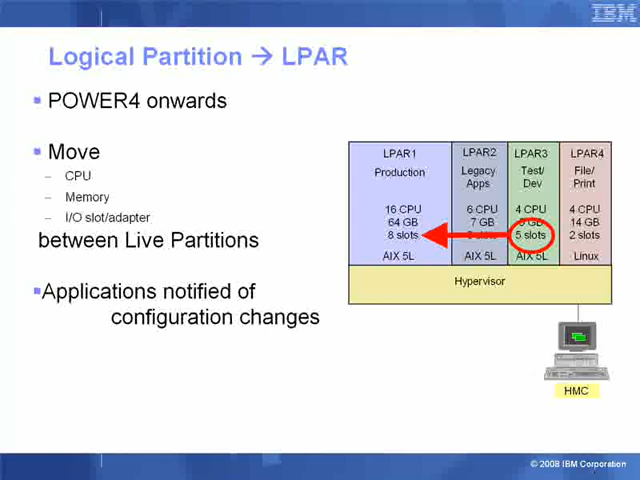 IBM
Logical Partition → LPAR
▪ POWER4 onwards
▪ Move
– CPU
– Memory
– I/O slot/adapter
between Live Partitions
▪Applications notified of
configuration changes
LPAR1
Production
16 CPU
64 GB
8 slots
AIX 5L
LPAR2
Legacy
Apps
6 CPU
7 GB
slots
AIX 5L
LPAR3
Test/
Dev
4 CPU
GB
5 slots
AIX 5L
LPAR4
File/
Print
4 CPU
14 GB
2 slots
Linux
Hypervisor
HMC
© 2008 IBM Corporation